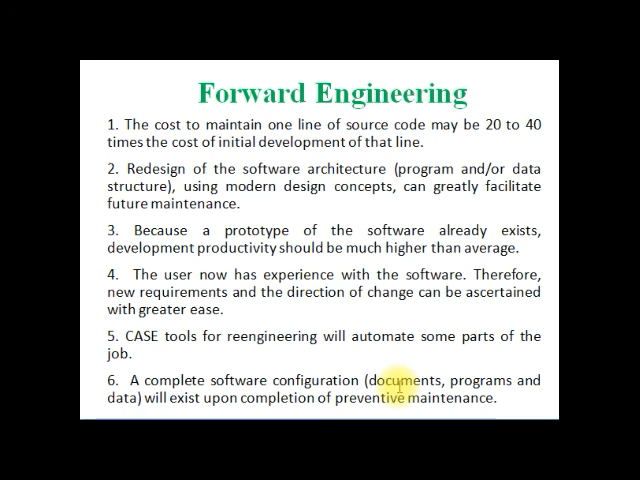 Forward Engineering
1. The cost to maintain one line of source code may be 20 to 40
times the cost of initial development of that line.
2. Redesign of the software architecture (program and/or data
structure), using modern design concepts, can greatly facilitate
future maintenance.
3. Because a prototype of the software already exists,
development productivity should be much higher than average.
4. The user now has experience with the software. Therefore,
new requirements and the direction of change can be ascertained
with greater ease.
5. CASE tools for reengineering will automate some parts of the
job.
6. A complete software configuration (documents, programs and
data) will exist upon completion of preventive maintenance.